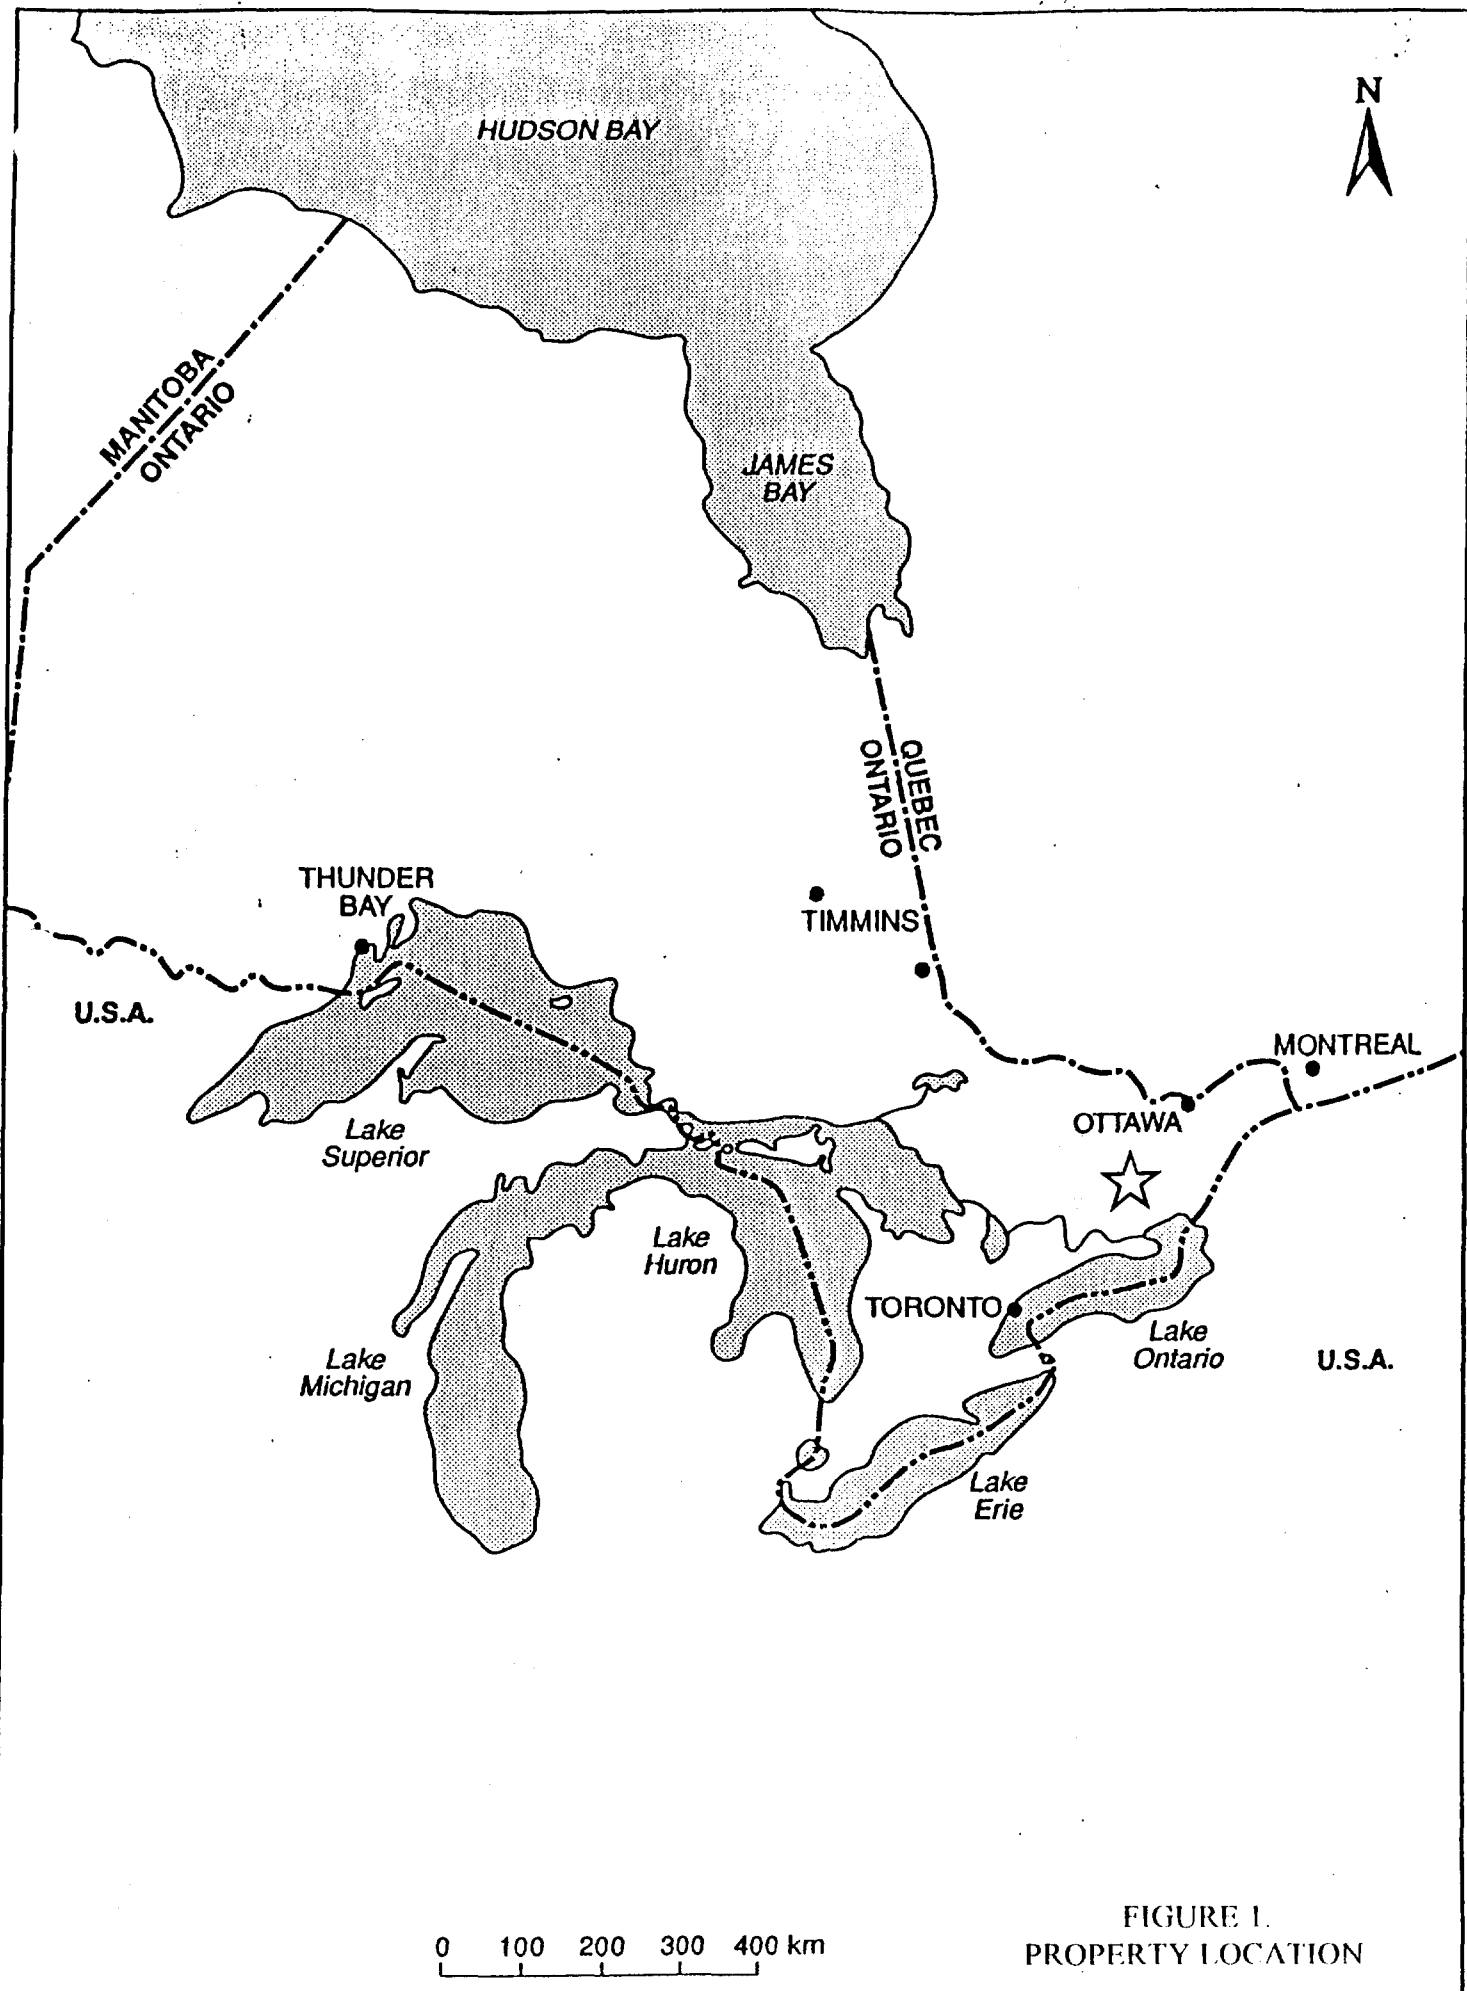 N
HUDSON BAY
MANITOBA
ONTARIO
JAMES
BAY
QUEBEC
ONTARIO
THUNDER
BAY
TIMMINS
U.S.A.
MONTREAL
OTTAWA
Lake
Superior
Lake
Huron
TORONTO
Lake
Ontario
U.S.A.
Lake
Michigan
Lake
Erie
0 100 200 300 400 km
FIGURE 1.
PROPERTY LOCATION